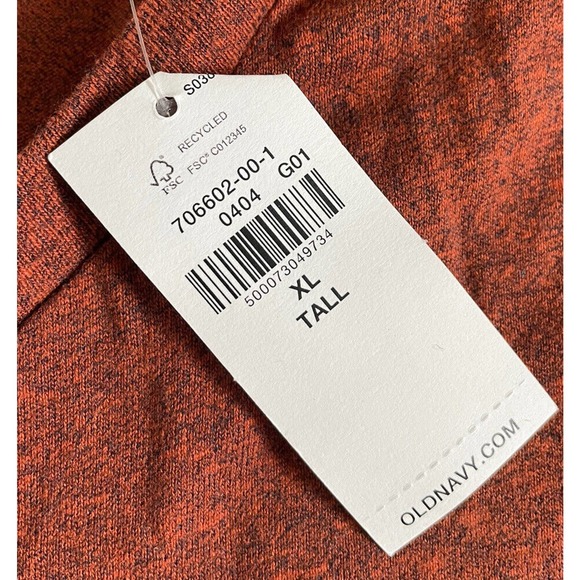 S038
FSC
RECYCLED
FSC® C012345
706602-00-1
0404 G01
500073049734
XL
TALL
OLDNAVY.COM